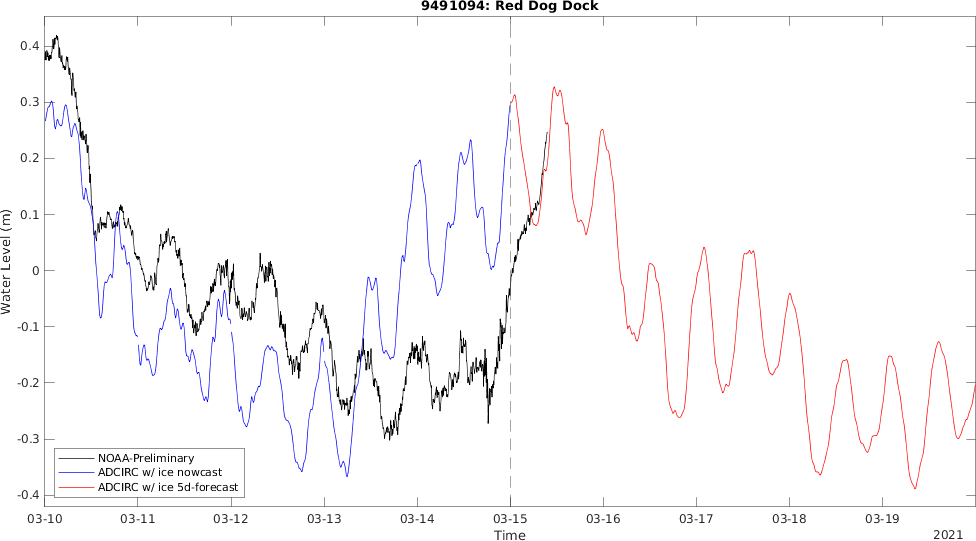 9491094: Red Dog Dock
Water Level (m)
0.4
0.3
0.2
0.1
0
-0.1
-0.2
-0.3
-0.4
NOAA-Preliminary
ADCIRC w/ ice nowcast
ADCIRC w/ ice 5d-forecast
03-10 03-11 03-12 03-13 03-14 03-15 03-16 03-17 03-18 03-19
Time
2021